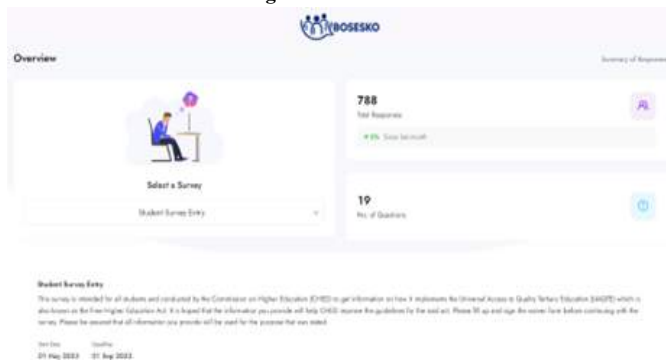 BOSESKO
Overview
Summary of Responses
788
Total Responses
Since last month
Select a Survey
Student Survey Entry
19
No. of Questions
Student Survey Entry
This survey is intended for all students and conducted by the Commission on Higher Education (CHED) to get information on how it implements the Universal Access to Quality Tertiary Education (UAQTE) which is
also known as the Free Higher Education Act. It is hoped that the information you provide will help CHED improve the guidelines for the said act. Please fill up and sign the waiver form before continuing with the
survey. Please be assured that all information you provide will be used for the purpose that was stated.
Start Date Deadline
01 May 2023 01 Sep 2023